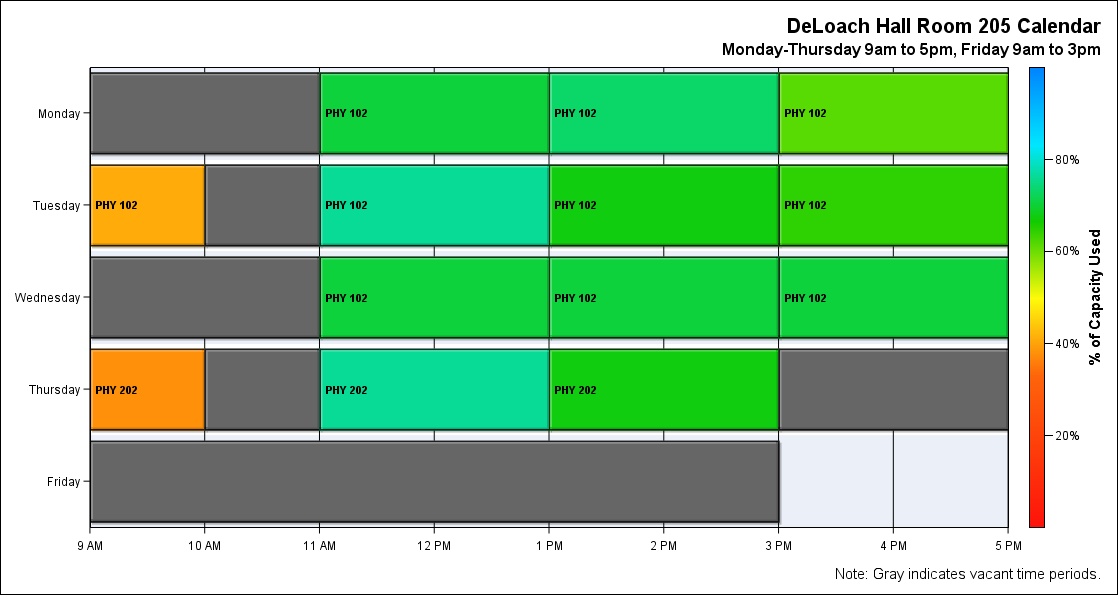 DeLoach Hall Room 205 Calendar
Monday-Thursday 9am to 5pm, Friday 9am to 3pm
Monday
PHY 102 PHY 102 PHY 102
Tuesday
PHY 102 PHY 102 PHY 102 PHY 102
Wednesday
PHY 102 PHY 102 PHY 102
Thursday
PHY 202 PHY 202 PHY 202
Friday
9 AM 10 AM 11 AM 12 PM 1 PM 2 PM 3 PM 4 PM 5 PM
80%
60%
40%
20%
% of Capacity Used
Note: Gray indicates vacant time periods.